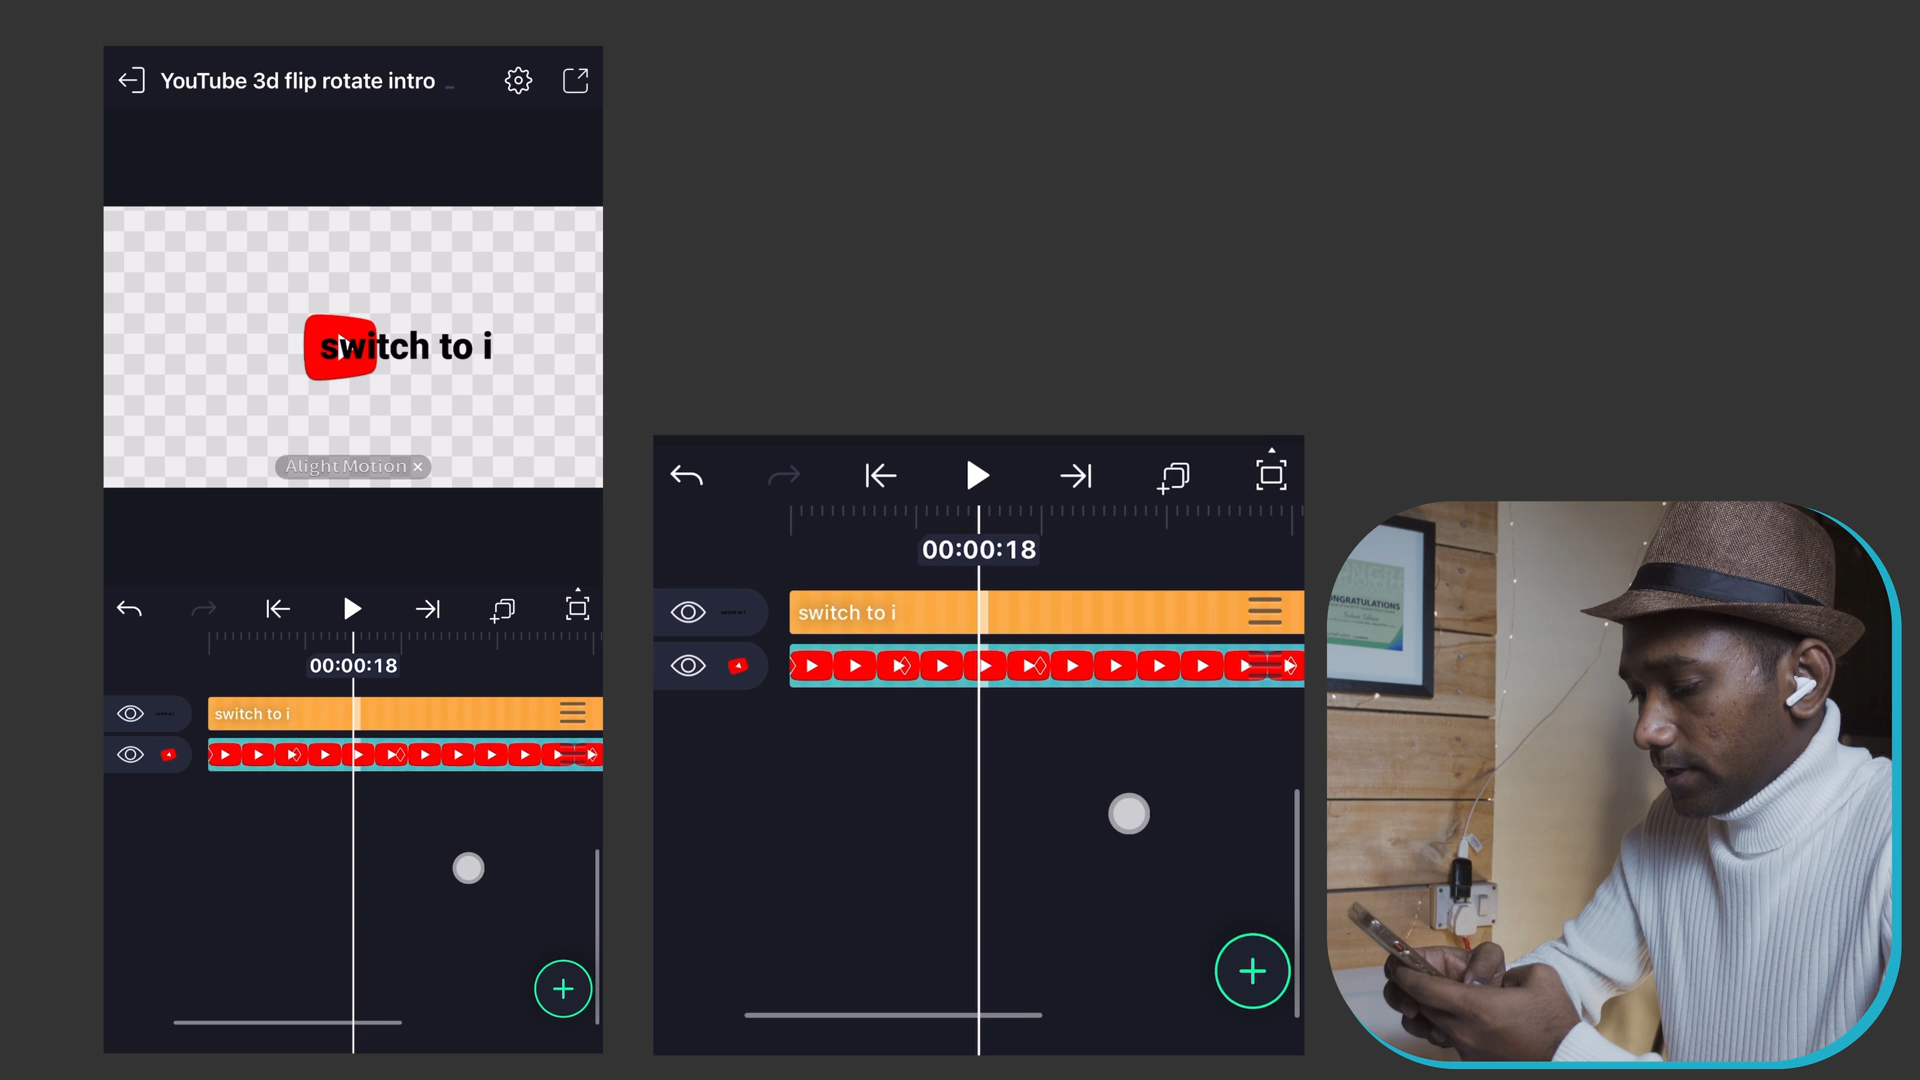 YouTube 3d flip rotate intro
switch to i
Alight Motion ×
00:00:18
switch to i
00:00:18
switch to i
CONGRATULATIONS